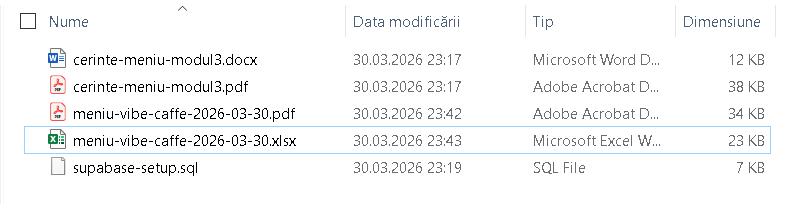 Nume Data modificării Tip Dimensiune
cerinte-meniu-modul3.docx 30.03.2026 23:17 Microsoft Word D... 12 KB
cerinte-meniu-modul3.pdf 30.03.2026 23:17 Adobe Acrobat D... 38 KB
meniu-vibe-caffe-2026-03-30.pdf 30.03.2026 23:42 Adobe Acrobat D... 34 KB
meniu-vibe-caffe-2026-03-30.xlsx 30.03.2026 23:43 Microsoft Excel W... 23 KB
supabase-setup.sql 30.03.2026 23:19 SQL File 7 KB